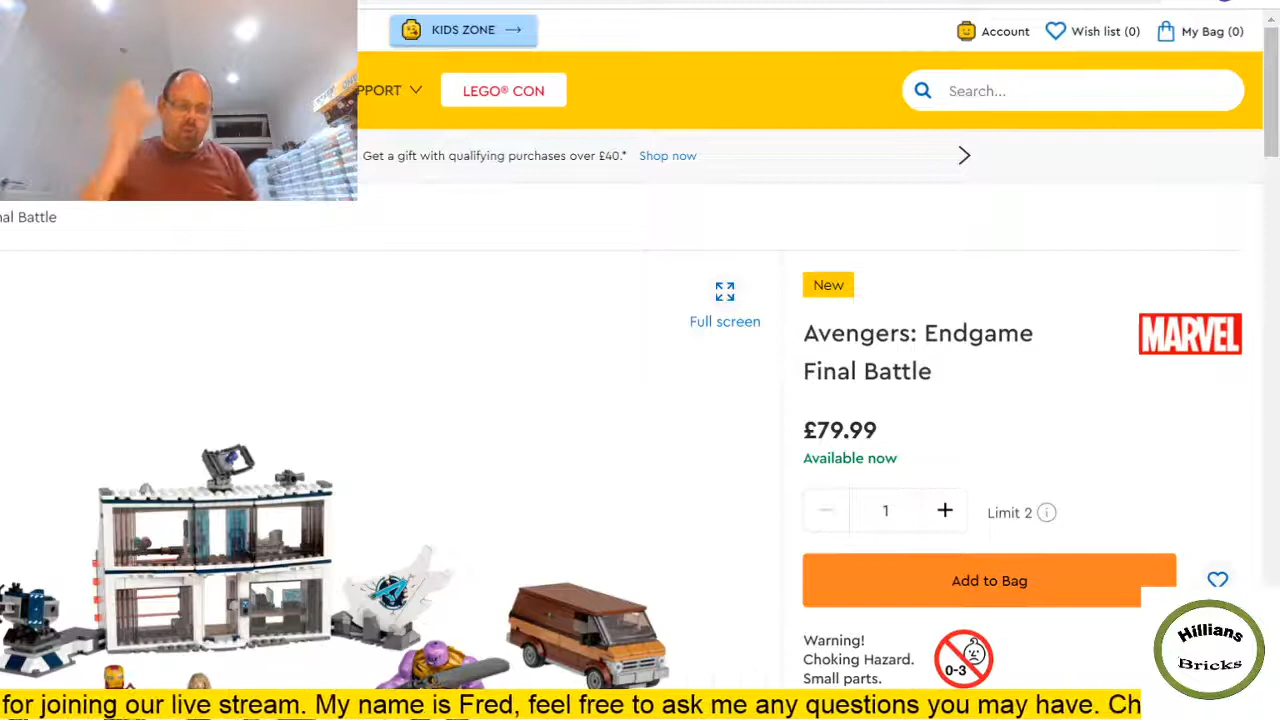 KIDS ZONE
Account
Wish list (0)
My Bag (0)
PPORT
LEGO® CON
Search...
Get a gift with qualifying purchases over £40.* Shop now
nal Battle
New
Full screen
Avengers: Endgame
Final Battle
MARVEL
£79.99
Available now
1
Limit 2
Add to Bag
Warning!
Choking Hazard.
Small parts.
0-3
Hillians
Bricks
for joining our live stream. My name is Fred, feel free to ask me any questions you may have. Ch